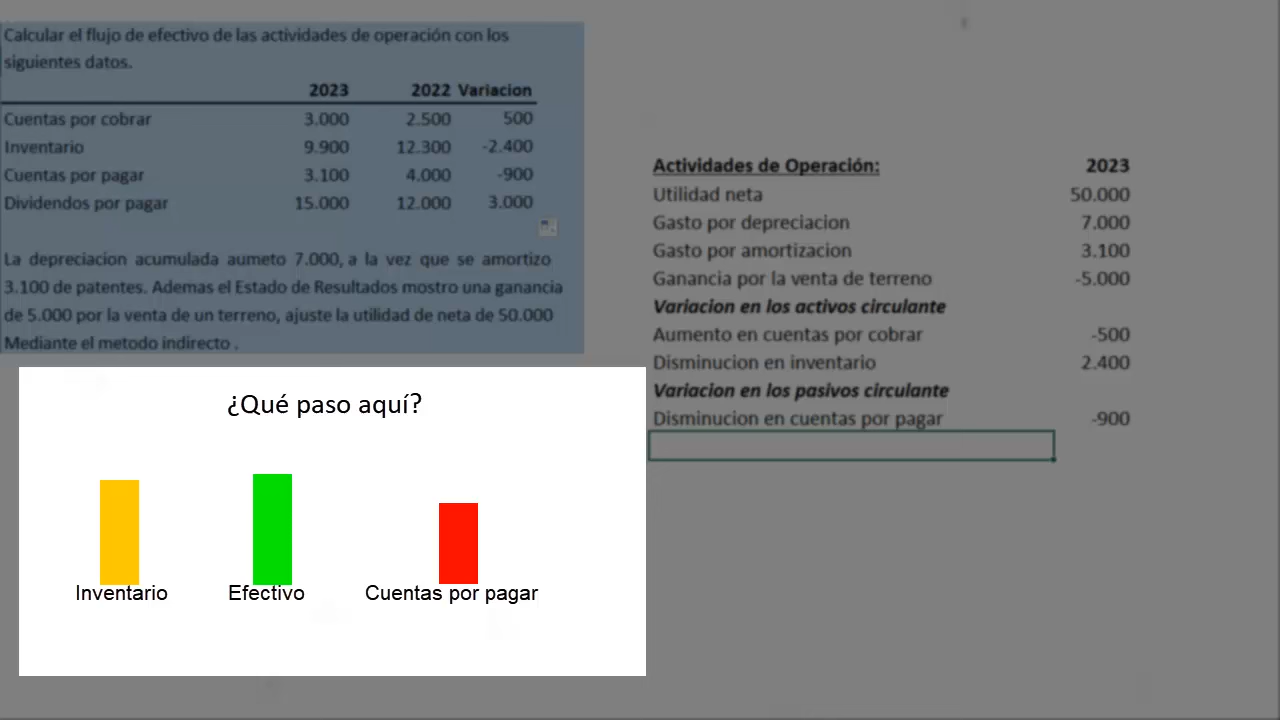 Calcular el flujo de efectivo de las actividades de operación con los
siguientes datos.
2023 2022 Variacion
Cuentas por cobrar 3.000 2.500 500
Inventario 9.900 12.300 -2.400
Cuentas por pagar 3.100 4.000 -900
Dividendos por pagar 15.000 12.000 3.000
La depreciacion acumulada aumeto 7.000, a la vez que se amortizo
3.100 de patentes. Ademas el Estado de Resultados mostro una ganancia
de 5.000 por la venta de un terreno, ajuste la utilidad de neta de 50.000
Mediante el metodo indirecto .
Actividades de Operación: 2023
Utilidad neta 50.000
Gasto por depreciacion 7.000
Gasto por amortizacion 3.100
Ganancia por la venta de terreno -5.000
Variacion en los activos circulante
Aumento en cuentas por cobrar -500
Disminucion en inventario 2.400
Variacion en los pasivos circulante
Disminucion en cuentas por pagar -900
¿Qué paso aquí?
Inventario Efectivo Cuentas por pagar